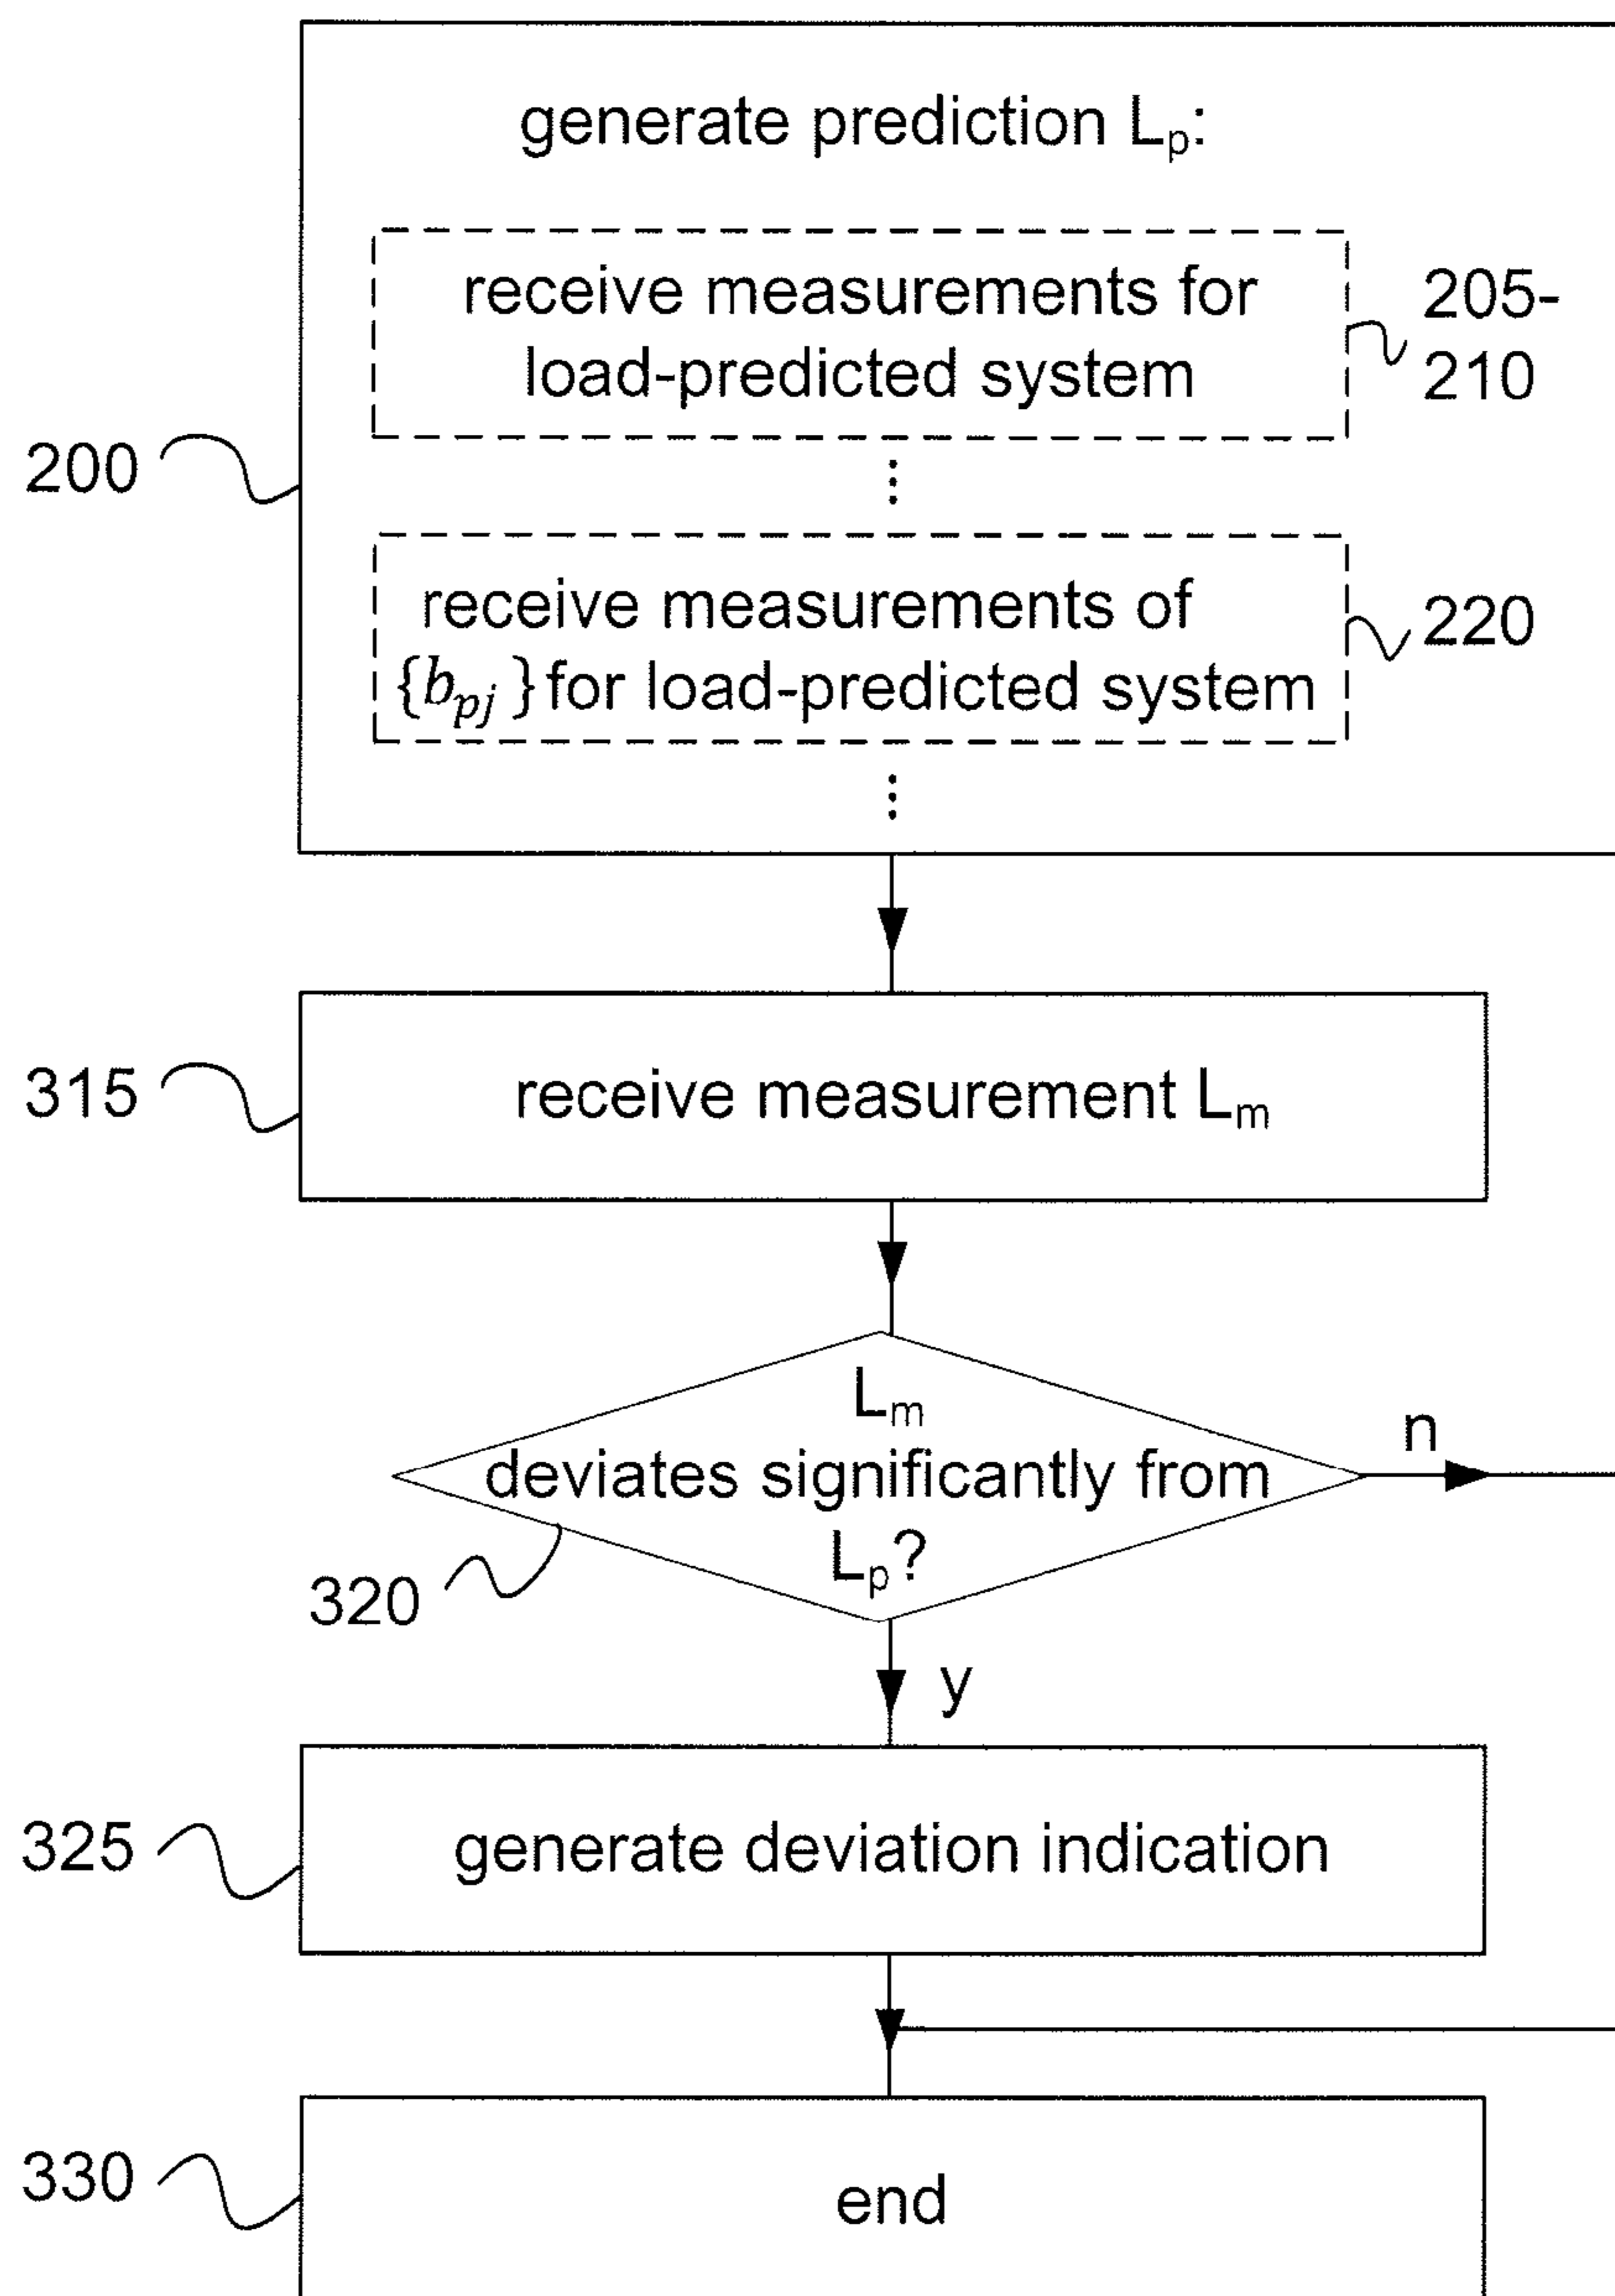 generate prediction Lp:
receive measurements for
load-predicted system
205-
210
200
receive measurements of
{bpj} for load-predicted system
220
315
receive measurement Lm
Lm
deviates significantly from
Lp?
n
320
y
325
generate deviation indication
330
end